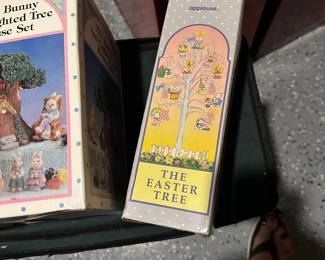 Bunny
ghted Tree
se Set
applause
THE
EASTER
TREE